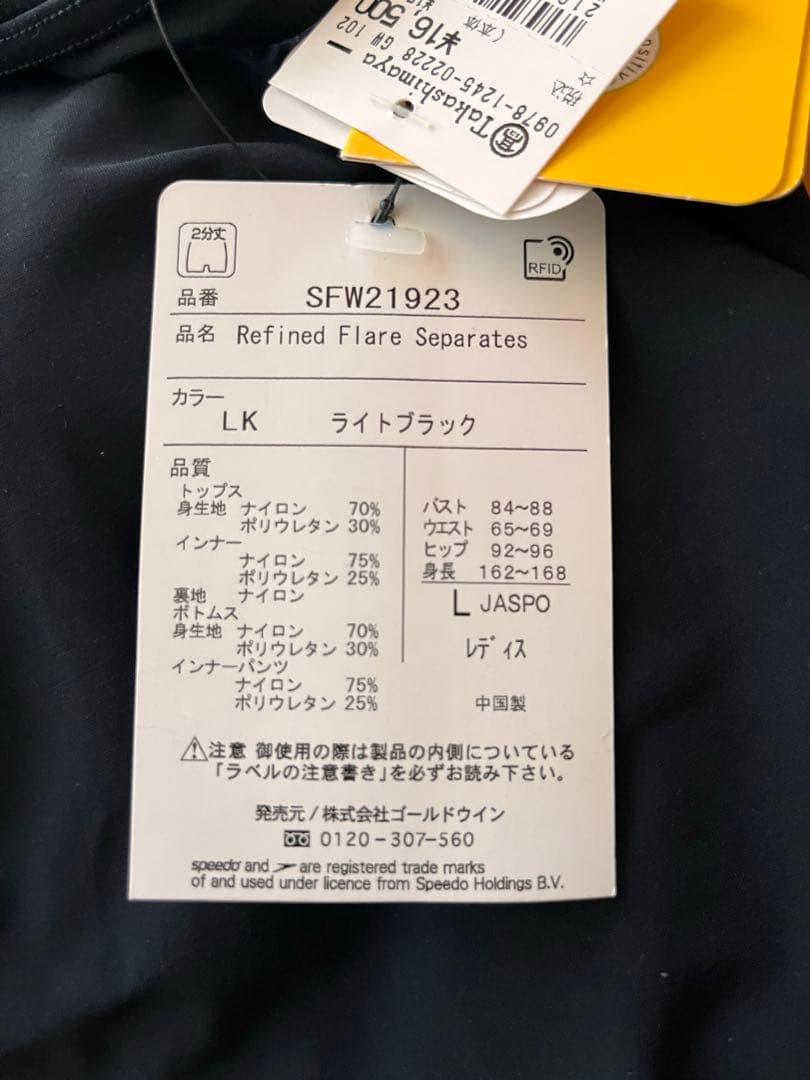 ☆ 税込
¥16,500
(本体
0978-1245-02228 GW 102
Takashimaya
ositiv
2分丈
RFID
品番 SFW21923
品名 Refined Flare Separates
カラー
LK ライトブラック
品質
トップス
身生地 ナイロン 70%
ポリウレタン 30%
インナー
ナイロン 75%
ポリウレタン 25%
裏地 ナイロン
ボトムス
身生地 ナイロン 70%
ポリウレタン 30%
インナーパンツ
ナイロン 75%
ポリウレタン 25%
バスト 84～88
ウエスト 65～69
ヒップ 92～96
身長 162～168
L JASPO
レディス
中国製
⚠注意 御使用の際は製品の内側についている
「ラベルの注意書き」を必ずお読み下さい。
発売元/株式会社ゴールドウイン
0120-307-560
speedo and are registered trade marks
of and used under licence from Speedo Holdings B.V.